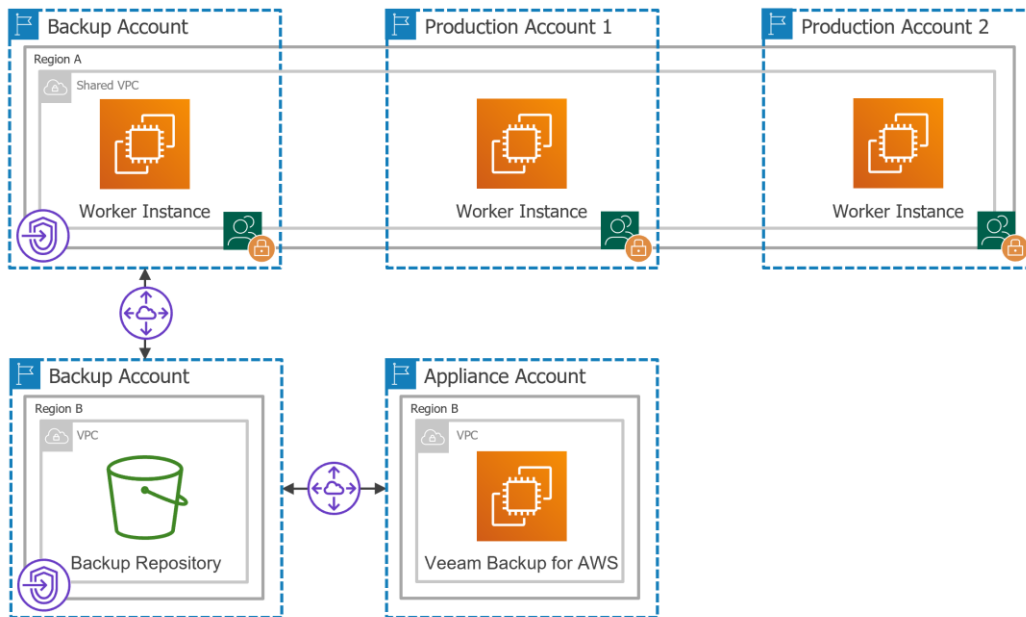 Backup Account
Production Account 1
Production Account 2
Region A
Shared VPC
Worker Instance
Worker Instance
Worker Instance
Backup Account
Appliance Account
Region B
Region B
VPC
VPC
Backup Repository
Veeam Backup for AWS